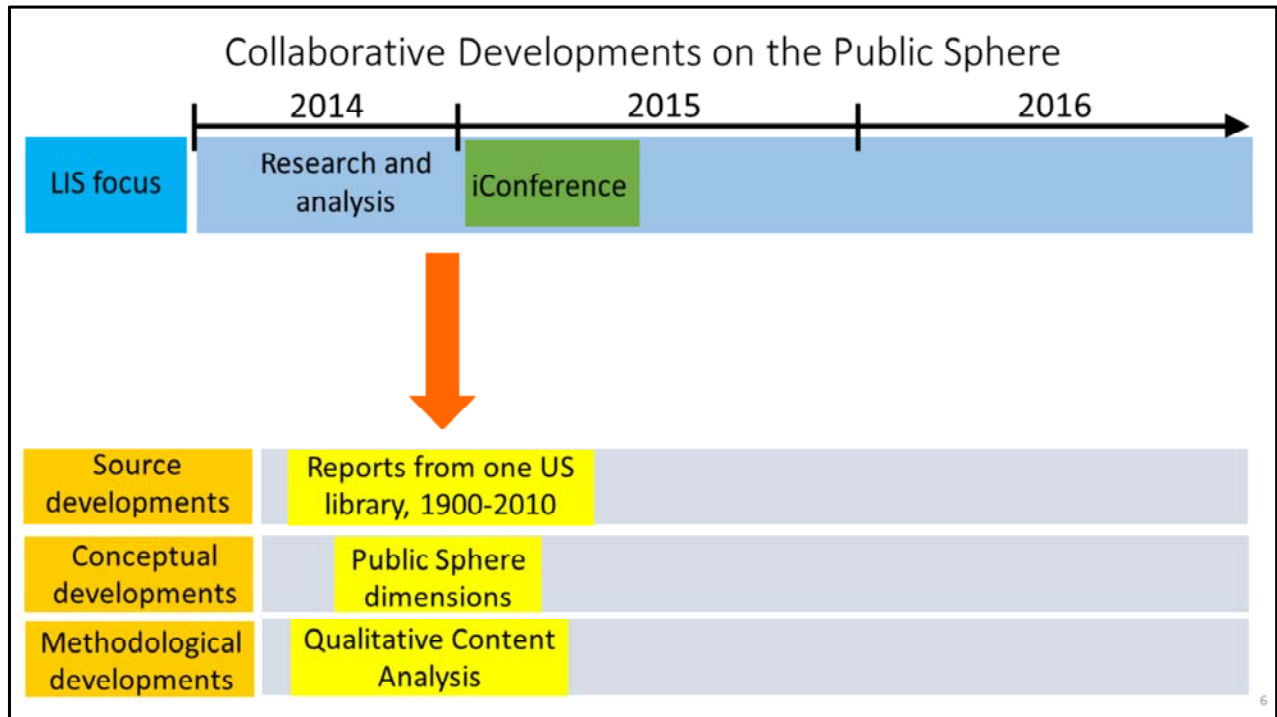 Collaborative Developments on the Public Sphere
2014
2015
2016
LIS focus
Research and
analysis
iConference
Source
developments
Reports from one US
library, 1900-2010
Conceptual
developments
Public Sphere
dimensions
Methodological
developments
Qualitative Content
Analysis
6